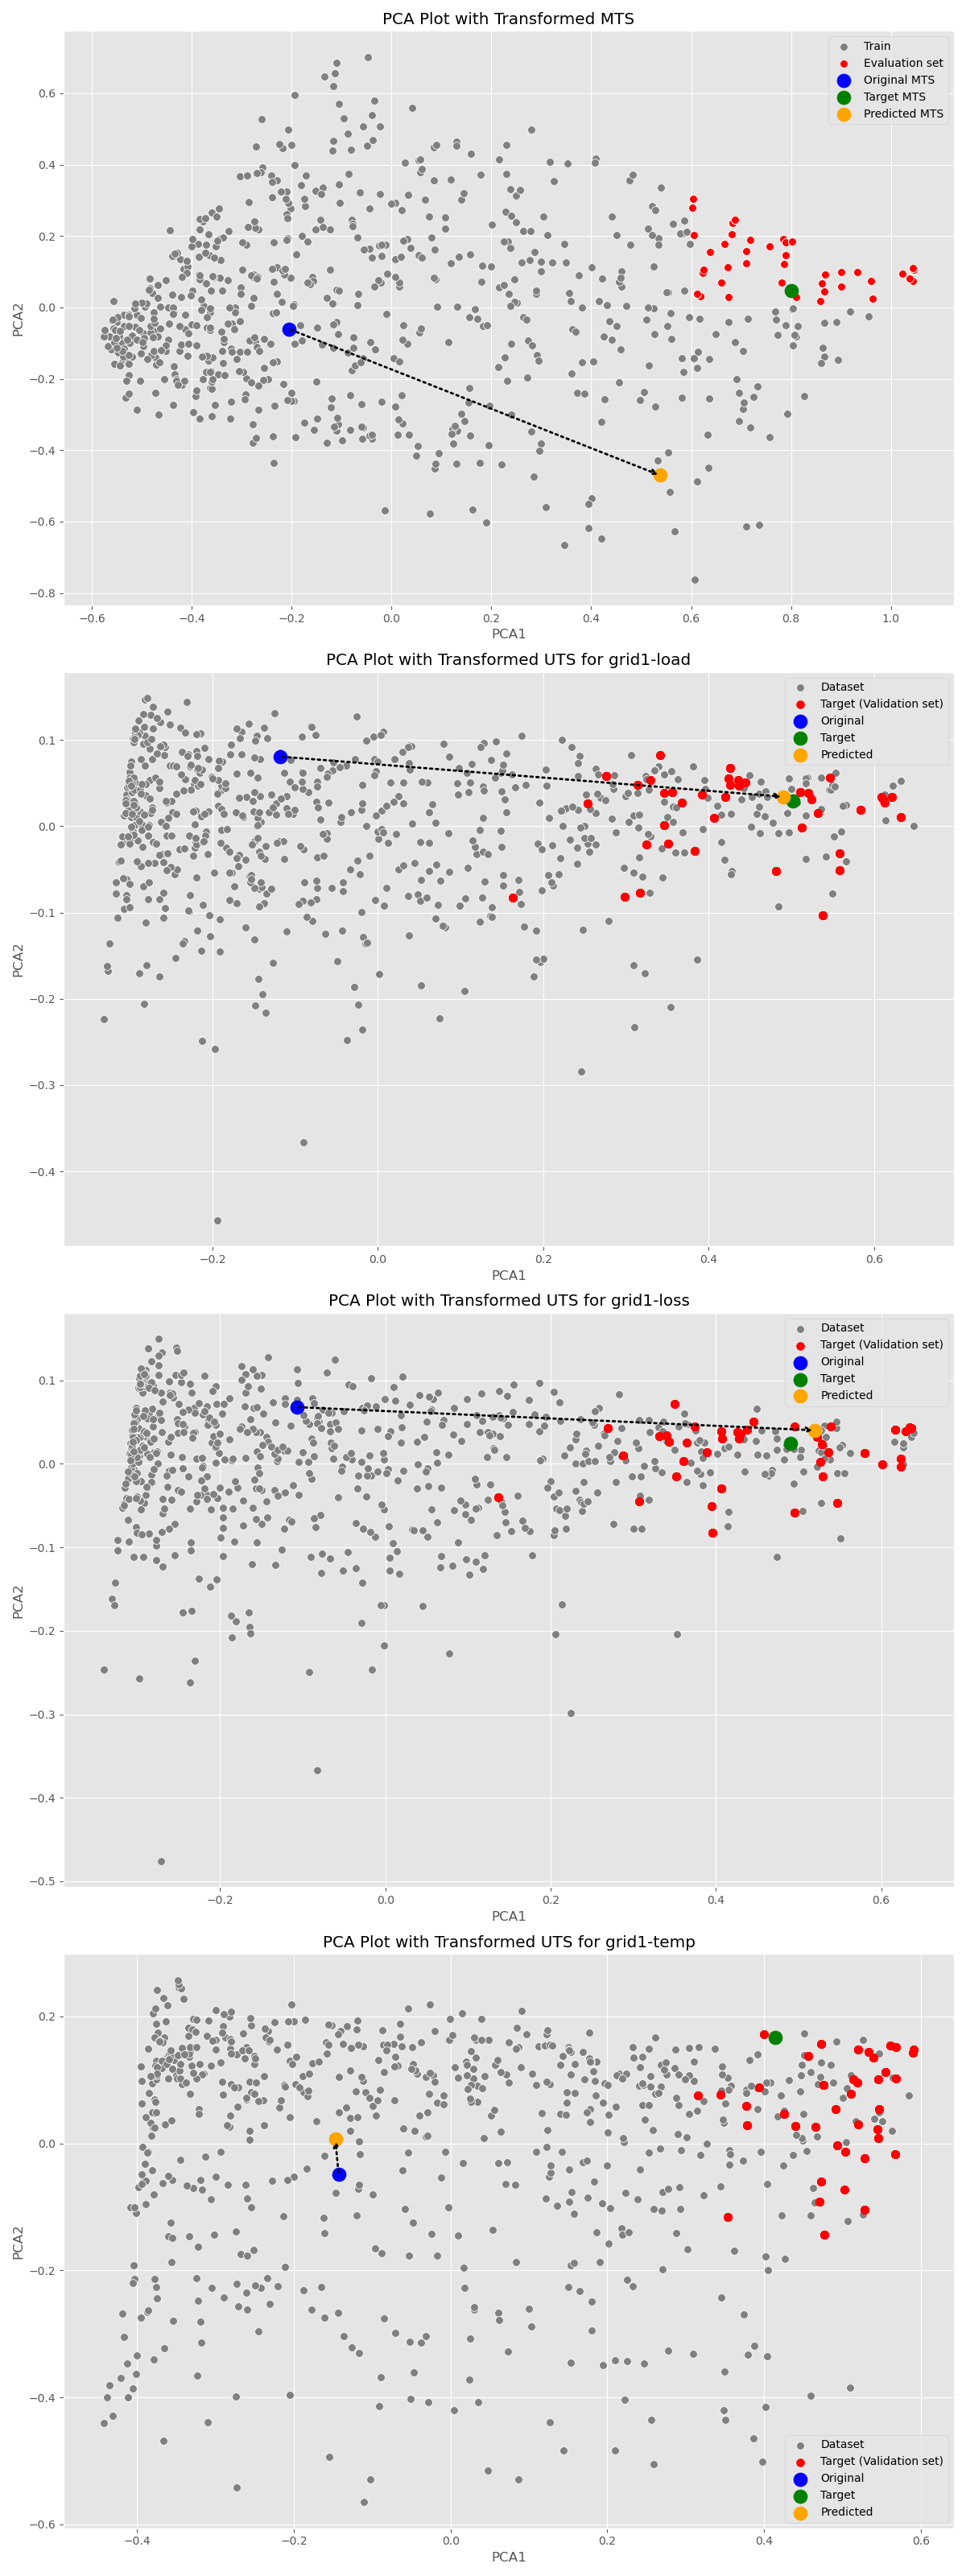 PCA Plot with Transformed MTS
Train
Evaluation set
Original MTS
Target MTS
Predicted MTS
0.6
0.4
0.2
0.0
−0.2
−0.4
−0.6
−0.8
PCA2
−0.6
−0.4
−0.2
0.0
0.2
0.4
0.6
0.8
1.0
PCA1
PCA Plot with Transformed UTS for grid1-load
Dataset
Target (Validation set)
Original
Target
Predicted
0.1
0.0
−0.1
−0.2
−0.3
−0.4
PCA2
−0.2
0.0
0.2
0.4
0.6
PCA1
PCA Plot with Transformed UTS for grid1-loss
Dataset
Target (Validation set)
Original
Target
Predicted
0.1
0.0
−0.1
−0.2
−0.3
−0.4
−0.5
PCA2
−0.2
0.0
0.2
0.4
0.6
PCA1
PCA Plot with Transformed UTS for grid1-temp
0.2
0.0
−0.2
−0.4
−0.6
PCA2
Dataset
Target (Validation set)
Original
Target
Predicted
−0.4
−0.2
0.0
0.2
0.4
0.6
PCA1